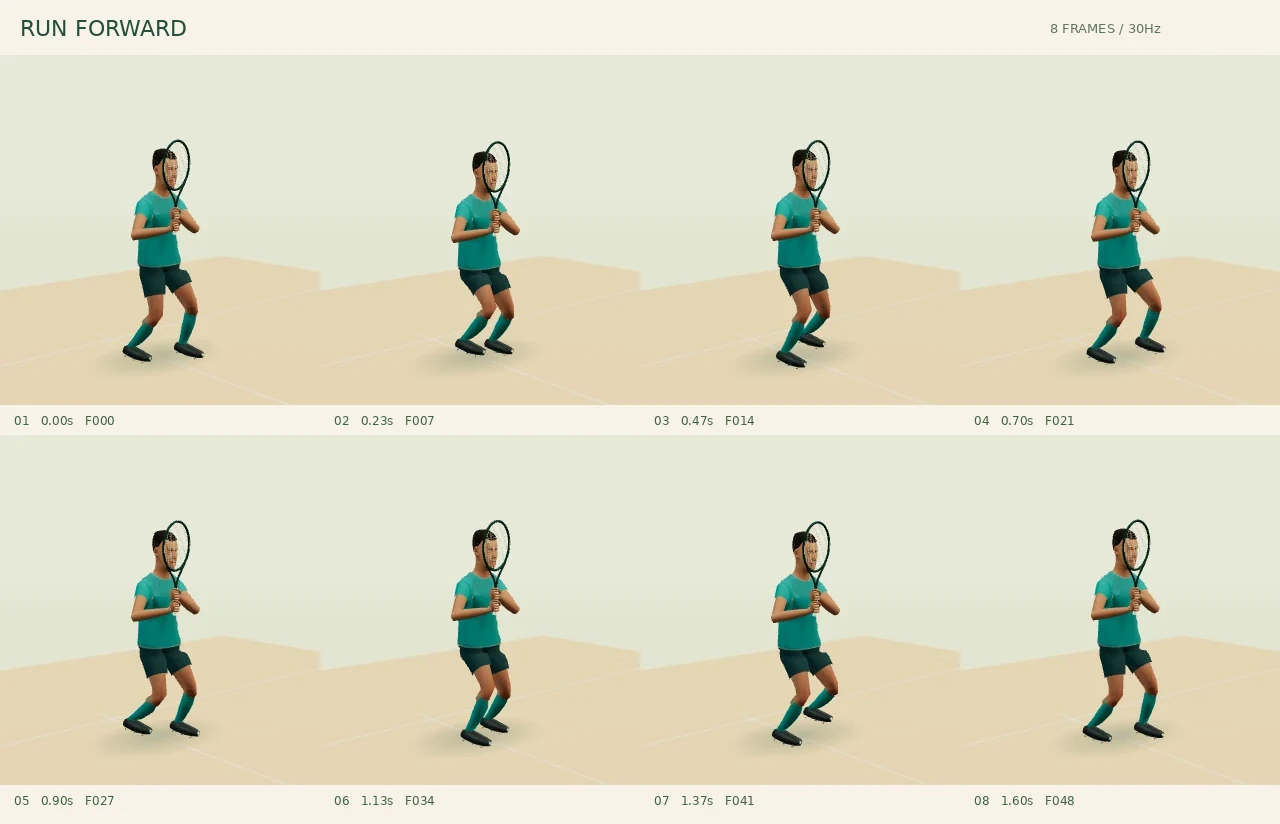 RUN FORWARD
8 FRAMES / 30Hz
01 0.00s F000
02 0.23s F007
03 0.47s F014
04 0.70s F021
05 0.90s F027
06 1.13s F034
07 1.37s F041
08 1.60s F048